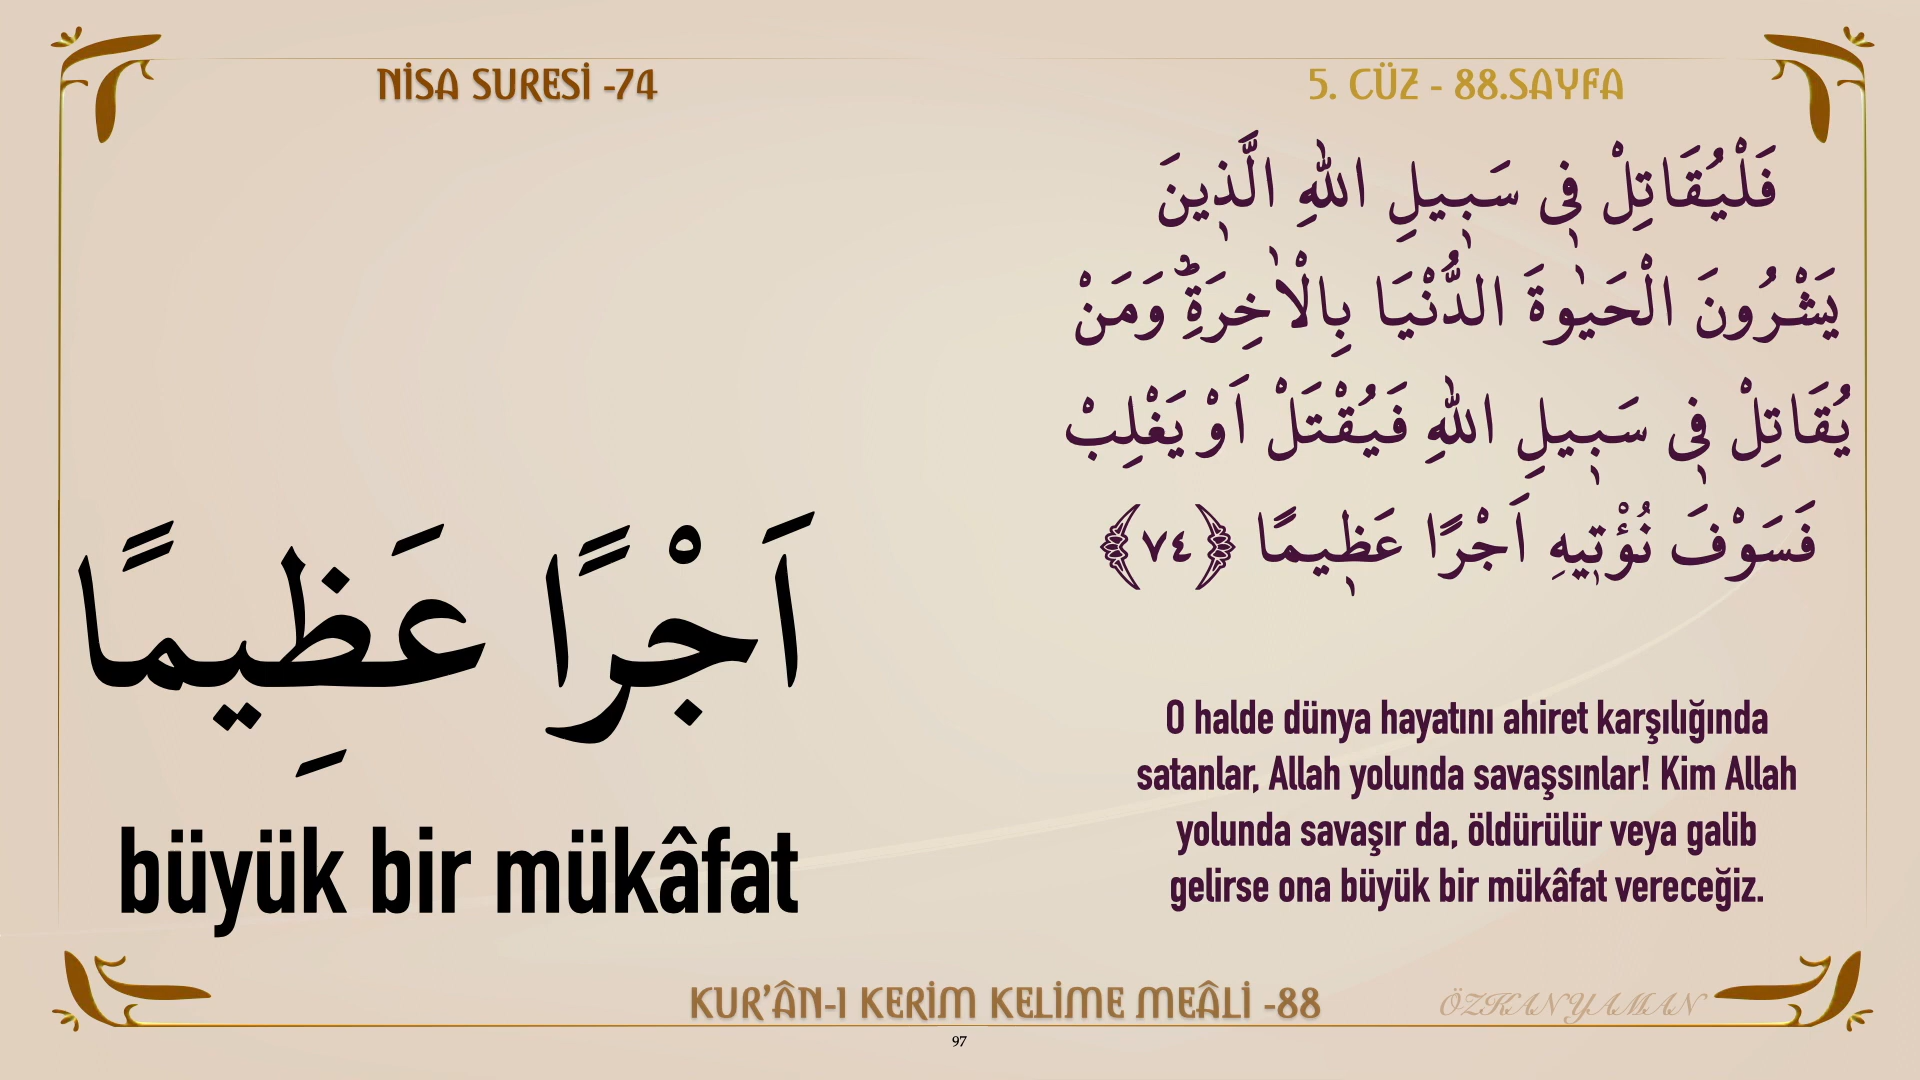 NİSA SURESİ -74
5. CÜZ - 88.SAYFA
فَلْيُقَاتِلْ فٖي سَبٖيلِ اللّٰهِ الَّذٖينَ
يَشْرُونَ الْحَيٰوةَ الدُّنْيَا بِالْاٰخِرَةِؕ وَمَنْ
يُقَاتِلْ فٖي سَبٖيلِ اللّٰهِ فَيُقْتَلْ اَوْ يَغْلِبْ
فَسَوْفَ نُؤْتٖيهِ اَجْرًا عَظٖيمًا ﴿٧٤﴾
اَجْرًا عَظِيمًا
büyük bir mükâfat
O halde dünya hayatını ahiret karşılığında
satanlar, Allah yolunda savaşsınlar! Kim Allah
yolunda savaşır da, öldürülür veya galib
gelirse ona büyük bir mükâfat vereceğiz.
KUR'ÂN-I KERİM KELİME MEÂLİ -88
ÖZKAN YAMAN
97